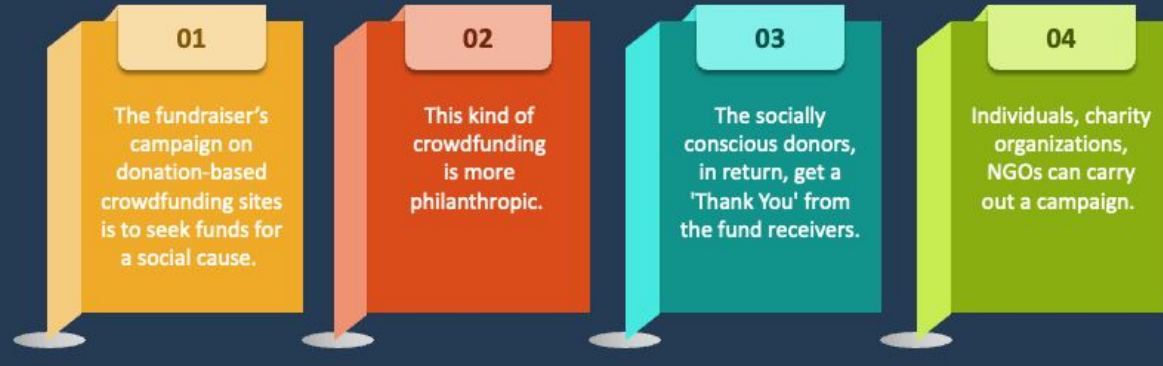 01
The fundraiser's
campaign on
donation-based
crowdfunding sites
is to seek funds for
a social cause.
02
This kind of
crowdfunding
is more
philanthropic.
03
The socially
conscious donors,
in return, get a
'Thank You' from
the fund receivers.
04
Individuals, charity
organizations,
NGOs can carry
out a campaign.